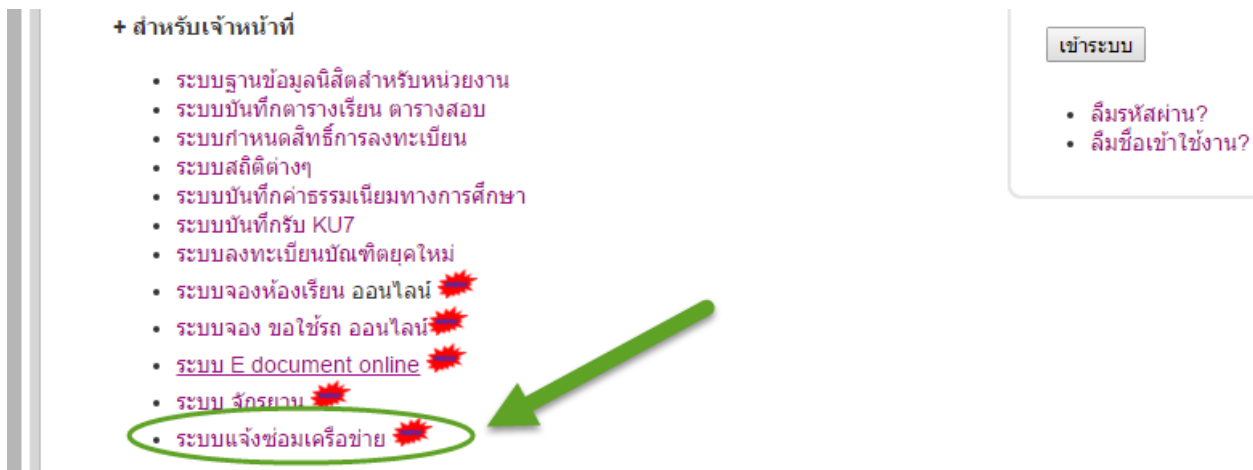 + สำหรับเจ้าหน้าที่
• ระบบฐานข้อมูลนิสิตสำหรับหน่วยงาน
• ระบบบันทึกตารางเรียน ตารางสอบ
• ระบบกำหนดสิทธิ์การลงทะเบียน
• ระบบสถิติต่างๆ
• ระบบบันทึกค่าธรรมเนียมทางการศึกษา
• ระบบบันทึกรับ KU7
• ระบบลงทะเบียนบัณฑิตยุคใหม่
• ระบบจองห้องเรียน ออนไลน์
• ระบบจอง ขอใช้รถ ออนไลน์
• ระบบ E document online
• ระบบ จักรยาน
• ระบบแจ้งซ่อมเครือข่าย
เข้าระบบ
• ลืมรหัสผ่าน?
• ลืมชื่อเข้าใช้งาน?